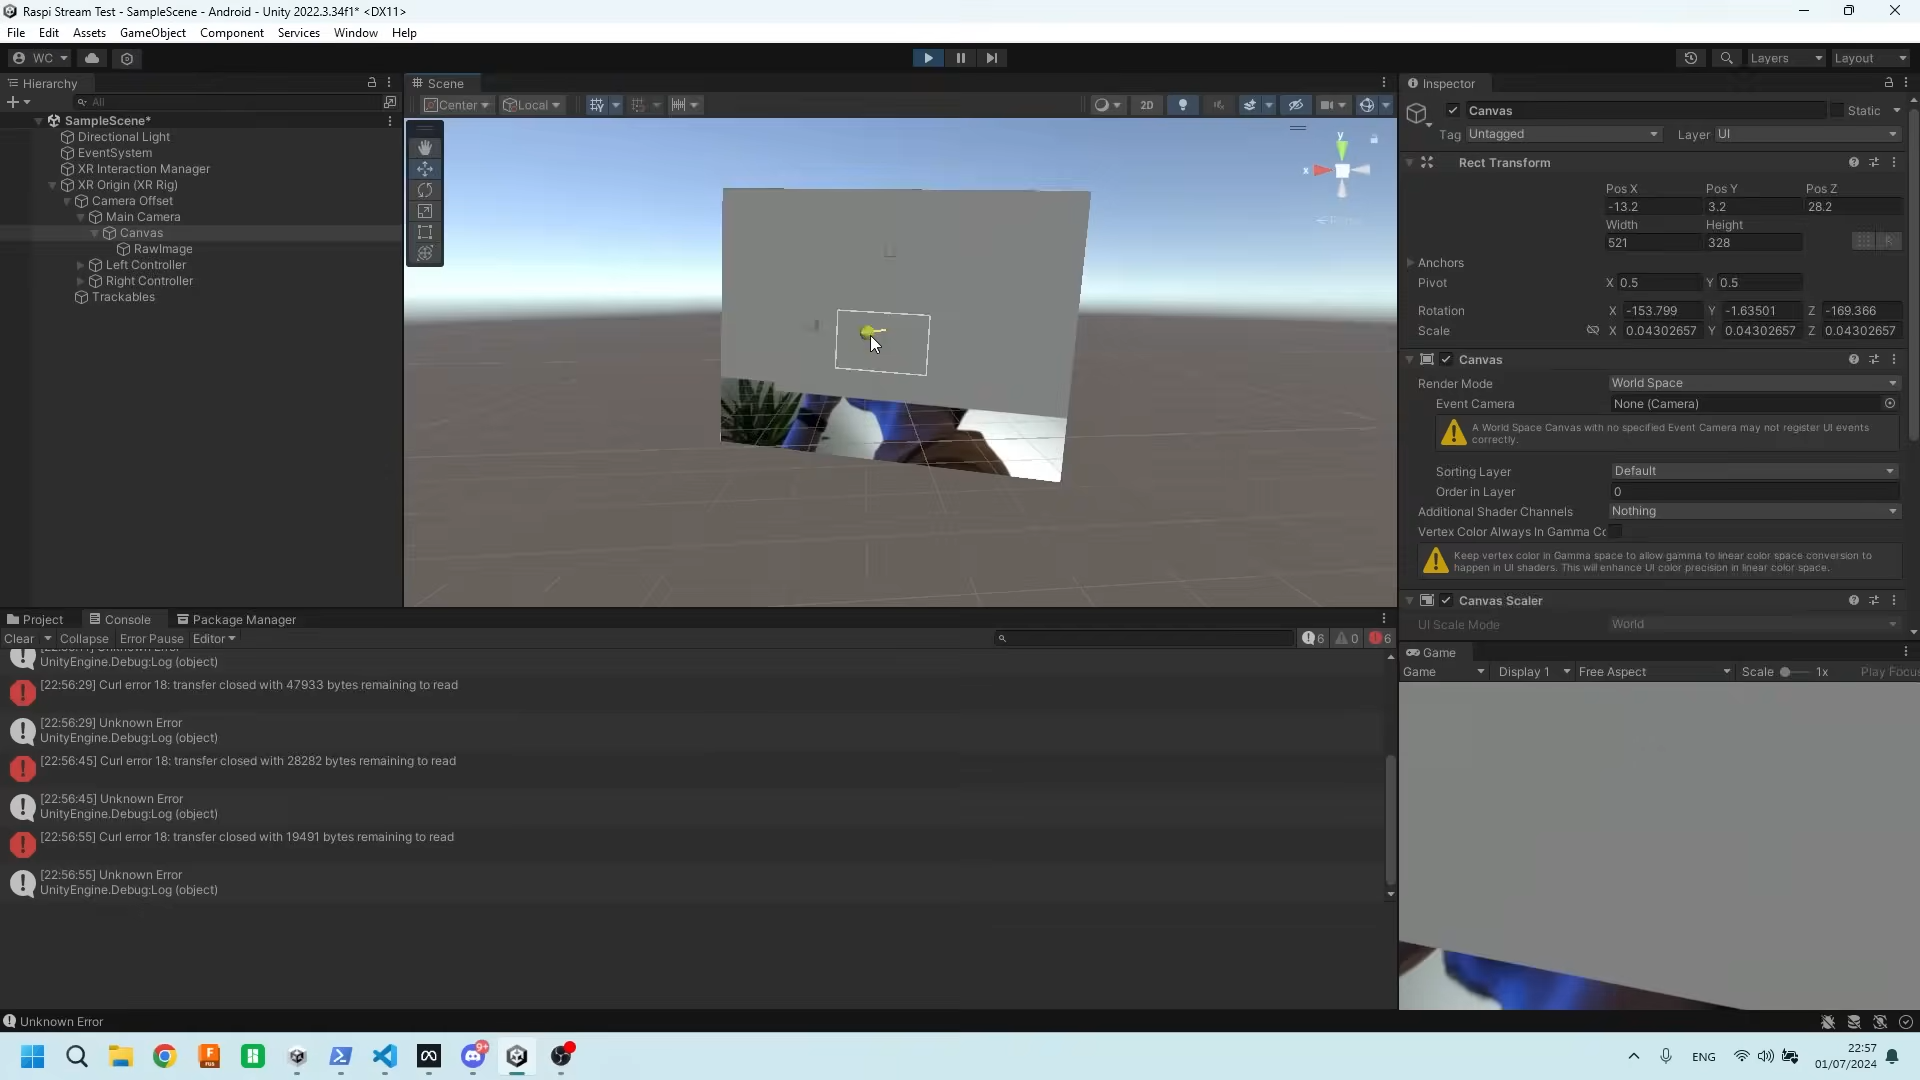 Raspi Stream Test - SampleScene - Android - Unity 2022.3.34f1* <DX11>
File Edit Assets GameObject Component Services Window Help
WC
Layers Layout
Hierarchy
All
SampleScene*
Directional Light
EventSystem
XR Interaction Manager
XR Origin (XR Rig)
Camera Offset
Main Camera
Canvas
RawImage
Left Controller
Right Controller
Trackables
Scene
Center Local 2D
y
x
Inspector
Canvas Static
Tag Untagged Layer UI
Rect Transform
Pos X Pos Y Pos Z
-13.2 3.2 28.2
Width Height
521 328
Anchors
Pivot X 0.5 Y 0.5
Rotation X -153.799 Y -1.63501 Z -169.366
Scale X 0.04302657 Y 0.04302657 Z 0.04302657
Canvas
Render Mode World Space
Event Camera None (Camera)
A World Space Canvas with no specified Event Camera may not register UI events
correctly.
Sorting Layer Default
Order in Layer 0
Additional Shader Channels Nothing
Vertex Color Always In Gamma Co
Keep vertex color in Gamma space to allow gamma to linear color space conversion to
happen in UI shaders. This will enhance UI color precision in linear color space.
Canvas Scaler
UI Scale Mode World
Project Console Package Manager
Clear Collapse Error Pause Editor
6 0 6
UnityEngine.Debug:Log (object)
[22:56:29] Curl error 18: transfer closed with 47933 bytes remaining to read
[22:56:29] Unknown Error
UnityEngine.Debug:Log (object)
[22:56:45] Curl error 18: transfer closed with 28282 bytes remaining to read
[22:56:45] Unknown Error
UnityEngine.Debug:Log (object)
[22:56:55] Curl error 18: transfer closed with 19491 bytes remaining to read
[22:56:55] Unknown Error
UnityEngine.Debug:Log (object)
Game
Game Display 1 Free Aspect Scale 1x Play Focus
Unknown Error
9+
ENG
22:57
01/07/2024